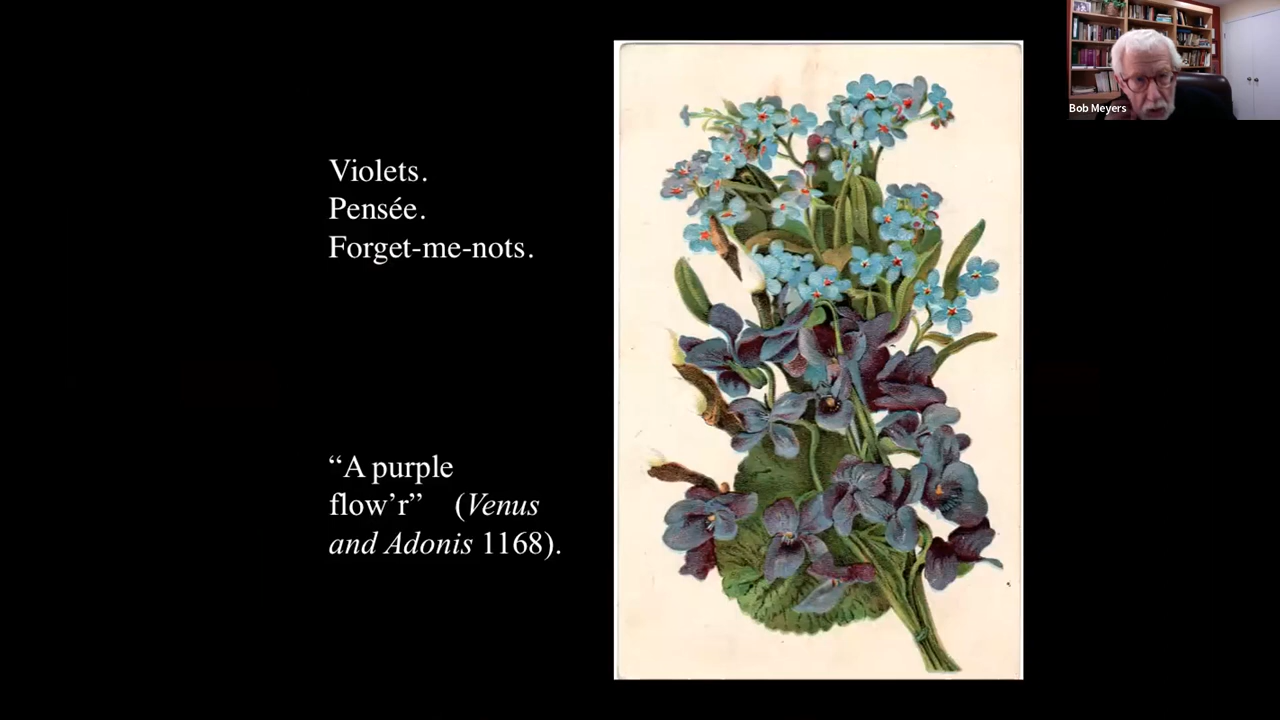 Violets.
Pensée.
Forget-me-nots.
“A purple
flow’r” (Venus
and Adonis 1168).
Bob Meyers